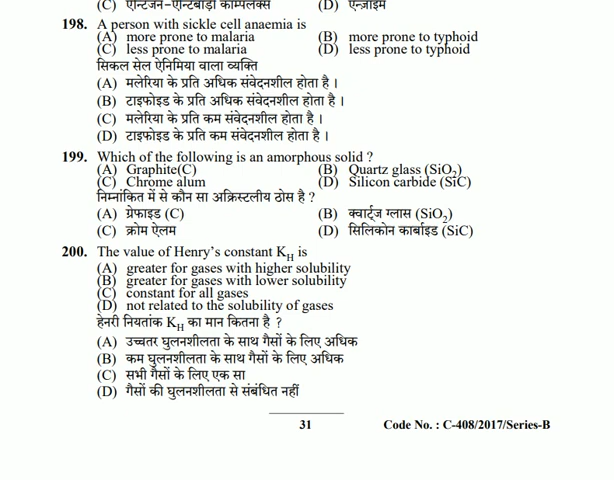 (C) एन्टिजन-एन्टिबॉडी कॉम्पलेक्स (D) एन्ज़ाइम
198. A person with sickle cell anaemia is
(A) more prone to malaria (B) more prone to typhoid
(C) less prone to malaria (D) less prone to typhoid
सिकल सेल ऐनिमिया वाला व्यक्ति
(A) मलेरिया के प्रति अधिक संवेदनशील होता है ।
(B) टाइफोइड के प्रति अधिक संवेदनशील होता है ।
(C) मलेरिया के प्रति कम संवेदनशील होता है ।
(D) टाइफोइड के प्रति कम संवेदनशील होता है ।
199. Which of the following is an amorphous solid ?
(A) Graphite(C) (B) Quartz glass (SiO₂)
(C) Chrome alum (D) Silicon carbide (SiC)
निम्नांकित में से कौन सा अक्रिस्टलीय ठोस है ?
(A) ग्रेफाइड (C) (B) क्वार्ट्ज ग्लास (SiO₂)
(C) क्रोम ऐलम (D) सिलिकोन कार्बाइड (SiC)
200. The value of Henry's constant K_H is
(A) greater for gases with higher solubility
(B) greater for gases with lower solubility
(C) constant for all gases
(D) not related to the solubility of gases
हेनरी नियतांक K_H का मान कितना है ?
(A) उच्चतर घुलनशीलता के साथ गैसों के लिए अधिक
(B) कम घुलनशीलता के साथ गैसों के लिए अधिक
(C) सभी गैसों के लिए एक सा
(D) गैसों की घुलनशीलता से संबंधित नहीं
31 Code No. : C-408/2017/Series-B